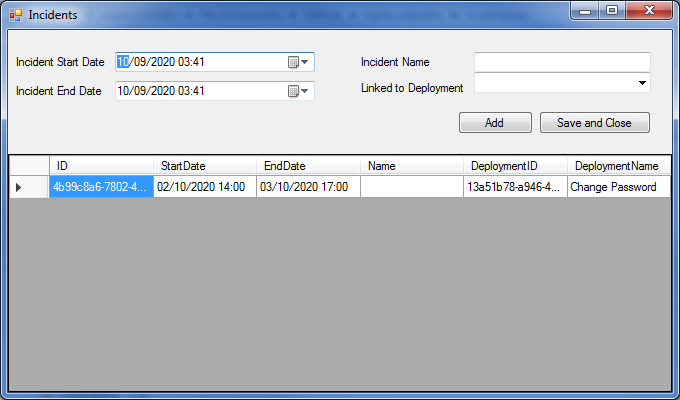 Incidents
Incident Start Date 10/09/2020 03:41 Incident Name
Incident End Date 10/09/2020 03:41 Linked to Deployment
Add Save and Close
ID StartDate EndDate Name DeploymentID DeploymentName
4b99c8a6-7802-4... 02/10/2020 14:00 03/10/2020 17:00 13a51b78-a946-4... Change Password